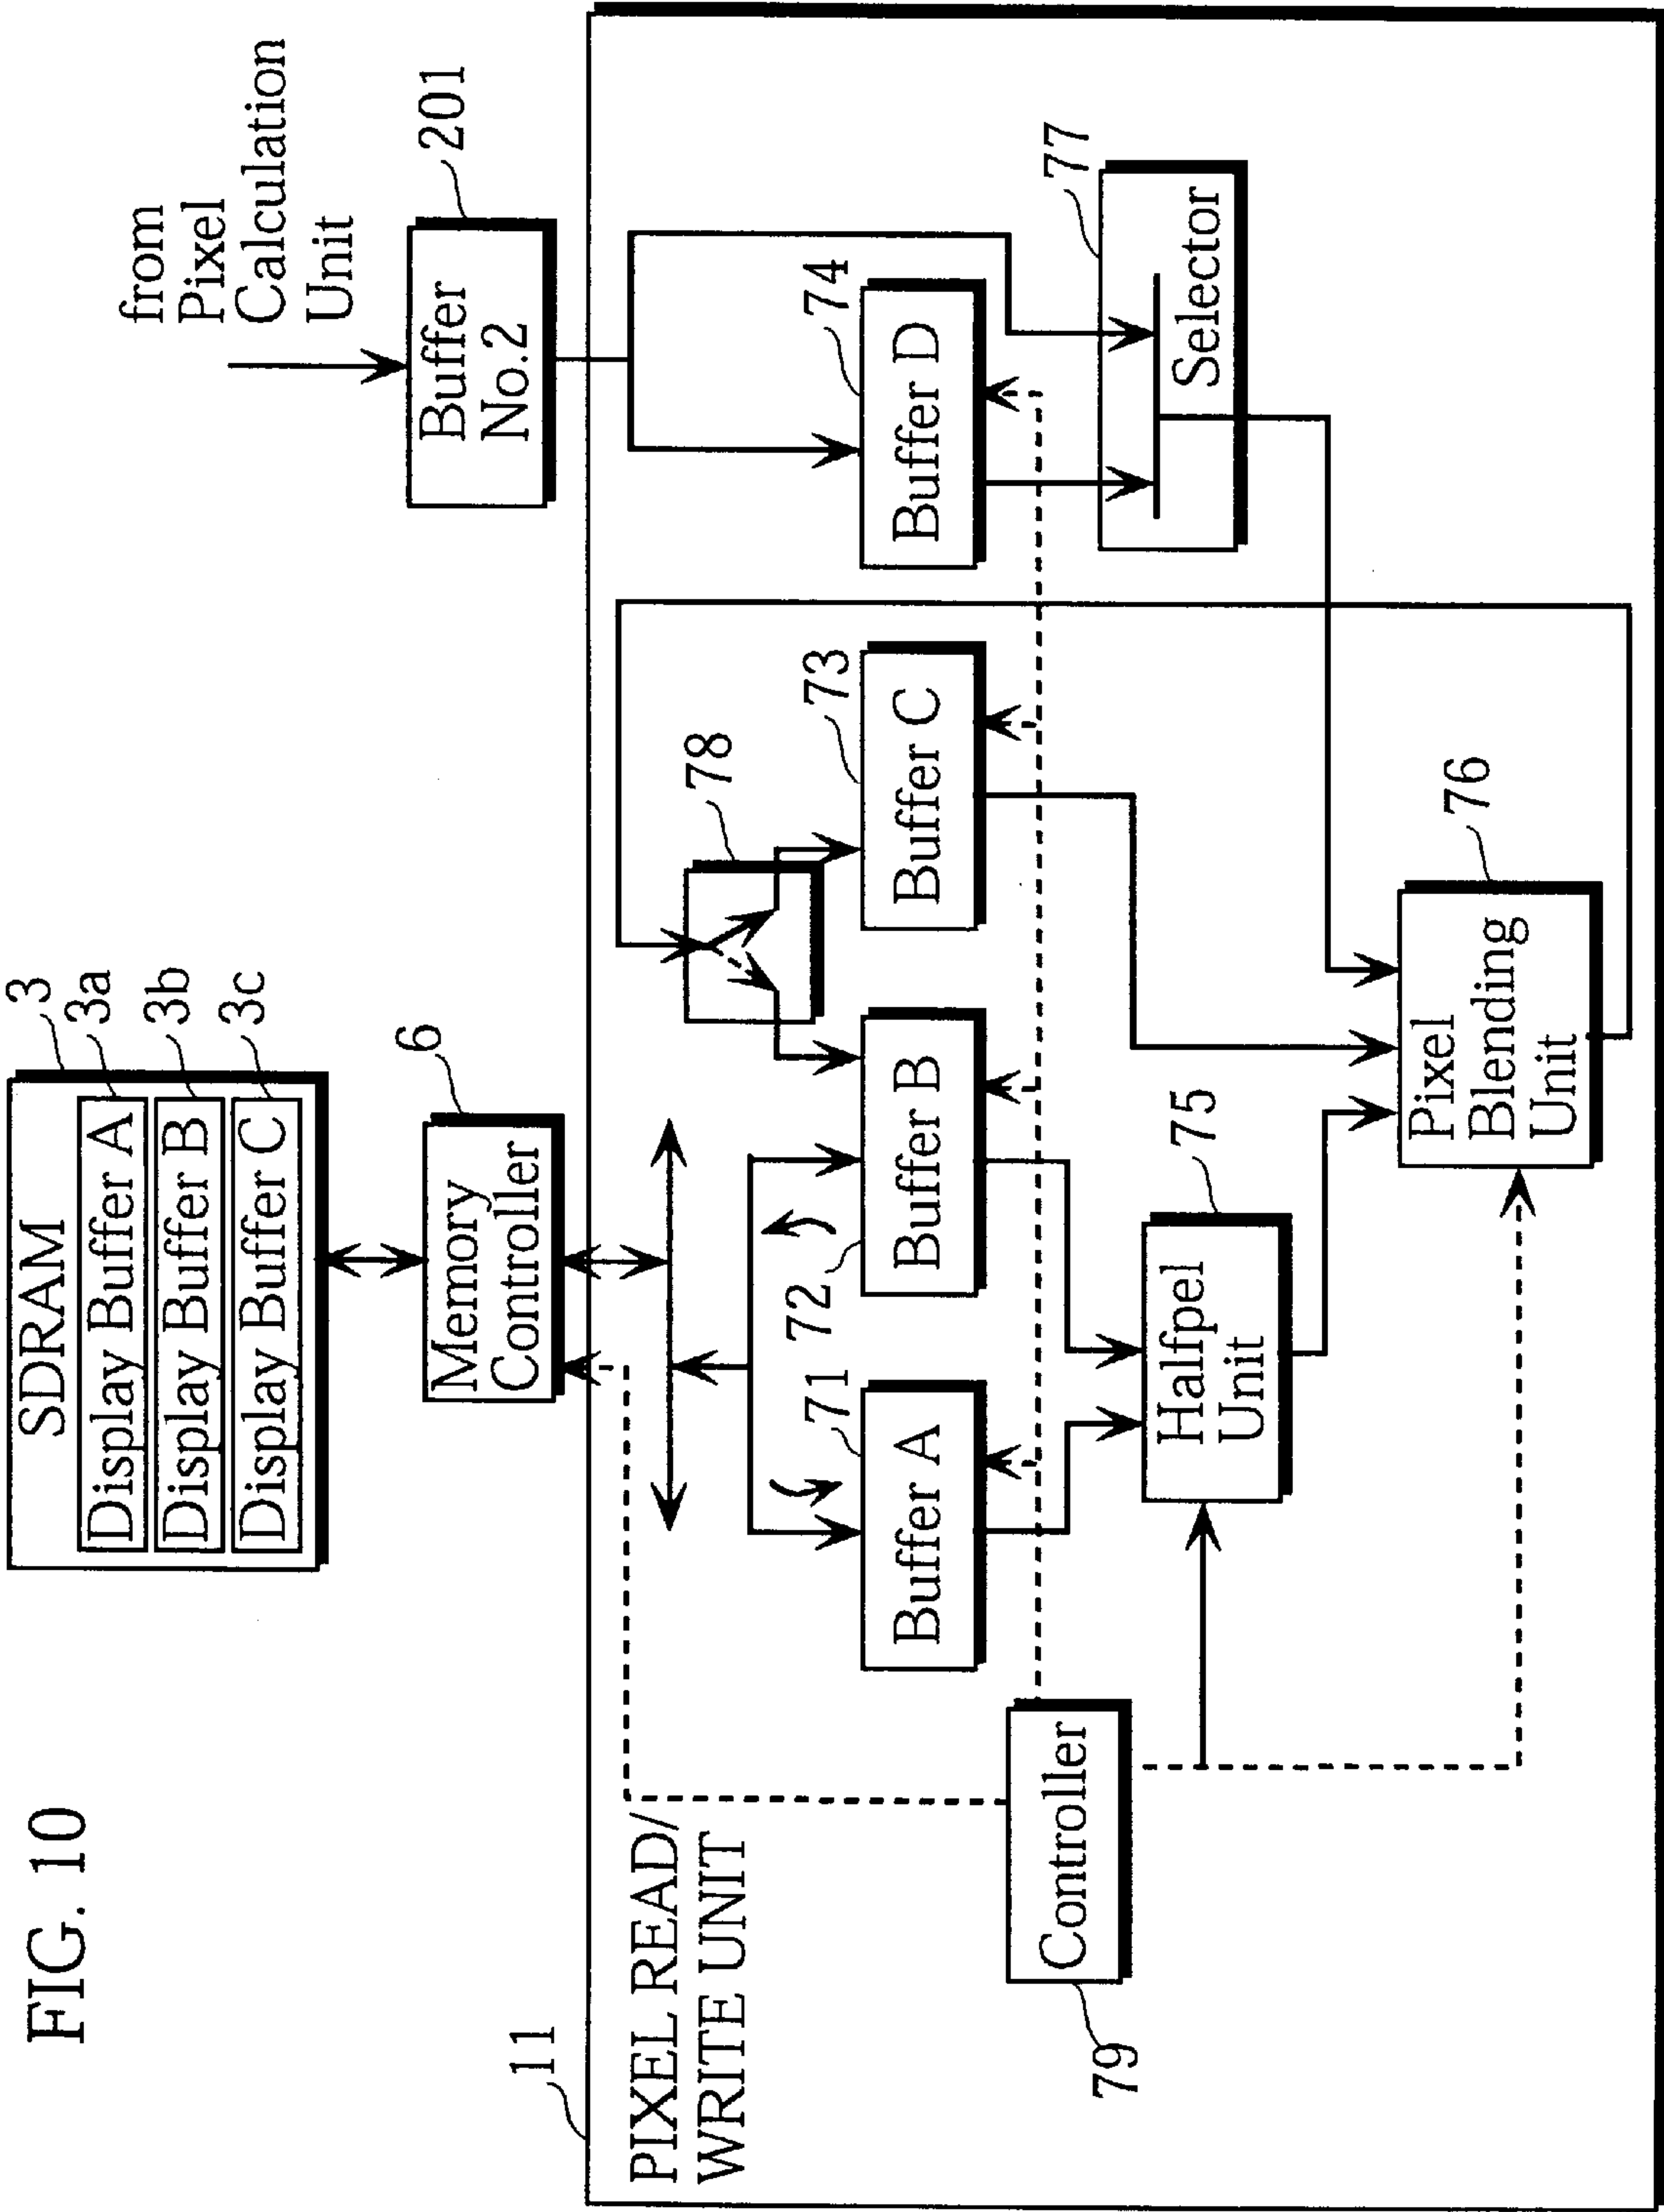 FIG. 10
SDRAM
3
Display Buffer A
3a
Display Buffer B
3b
Display Buffer C
3c
from
Pixel
Calculation
Unit
Memory
Controller
6
Buffer
No.2
201
11
PIXEL READ/
WRITE UNIT
78
71
72
73
74
Buffer A
Buffer B
Buffer C
Buffer D
77
Selector
79
Controller
Halfpel
Unit
75
Pixel
Blending
Unit
76